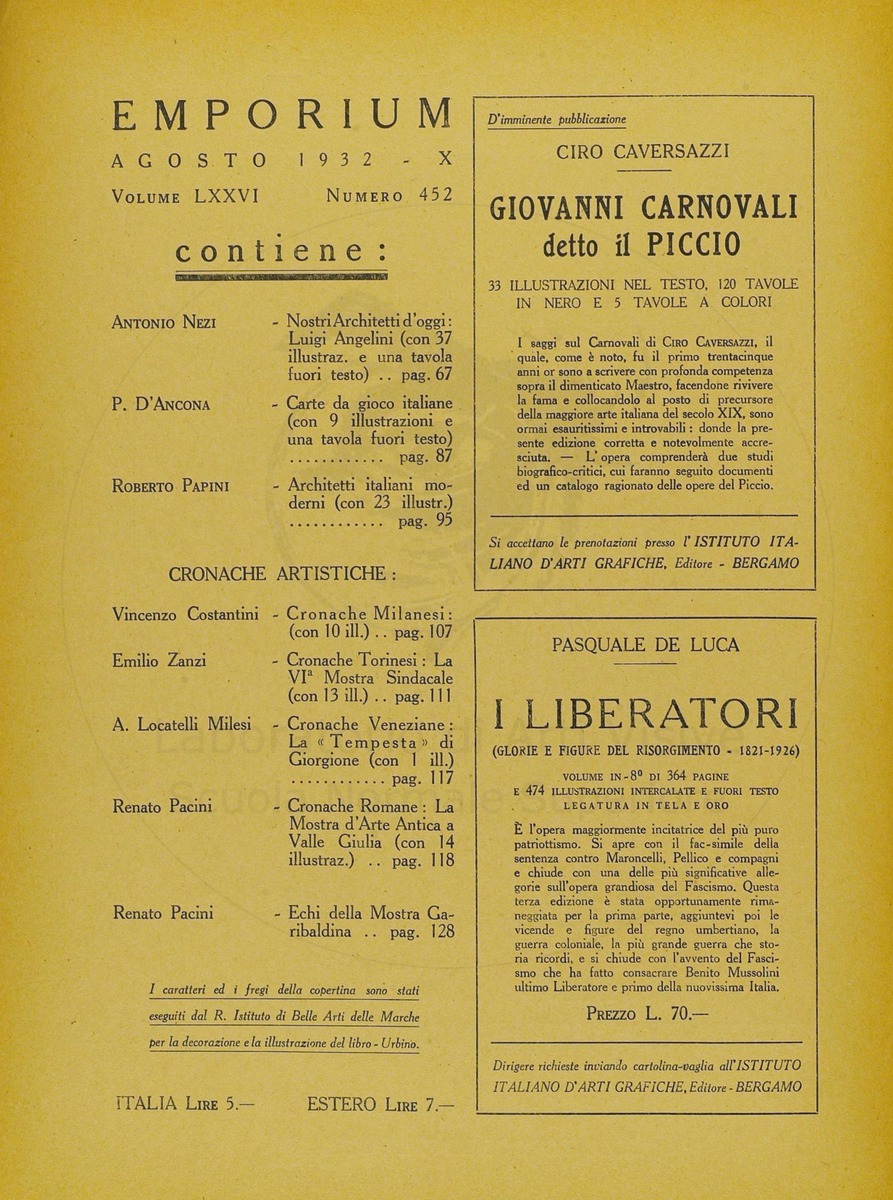 EMPORIUM
AGOSTO 1932 - X
VOLUME LXXVI NUMERO 452
contiene:
ANTONIO NEZI - Nostri Architetti d'oggi:
Luigi Angelini (con 37
illustraz. e una tavola
fuori testo) .. pag. 67
P. D'ANCONA - Carte da gioco italiane
(con 9 illustrazioni e
una tavola fuori testo)
............ pag. 87
ROBERTO PAPINI - Architetti italiani mo-
derni (con 23 illustr.)
............ pag. 95
CRONACHE ARTISTICHE:
Vincenzo Costantini - Cronache Milanesi:
(con 10 ill.) .. pag. 107
Emilio Zanzi - Cronache Torinesi: La
VIª Mostra Sindacale
(con 13 ill.) .. pag. 111
A. Locatelli Milesi - Cronache Veneziane:
La « Tempesta » di
Giorgione (con 1 ill.)
............ pag. 117
Renato Pacini - Cronache Romane: La
Mostra d'Arte Antica a
Valle Giulia (con 14
illustraz.) .. pag. 118
Renato Pacini - Echi della Mostra Ga-
ribaldina .. pag. 128
I caratteri ed i fregi della copertina sono stati
eseguiti dal R. Istituto di Belle Arti delle Marche
per la decorazione e la illustrazione del libro - Urbino.
ITALIA LIRE 5.— ESTERO LIRE 7.—
D'imminente pubblicazione
CIRO CAVERSAZZI
GIOVANNI CARNOVALI
detto il PICCIO
33 ILLUSTRAZIONI NEL TESTO, 120 TAVOLE
IN NERO E 5 TAVOLE A COLORI
I saggi sul Carnovali di CIRO CAVERSAZZI, il
quale, come è noto, fu il primo trentacinque
anni or sono a scrivere con profonda competenza
sopra il dimenticato Maestro, facendone rivivere
la fama e collocandolo al posto di precursore
della maggiore arte italiana del secolo XIX, sono
ormai esauritissimi e introvabili: donde la pre-
sente edizione corretta e notevolmente accre-
sciuta. — L'opera comprenderà due studi
biografico-critici, cui faranno seguito documenti
ed un catalogo ragionato delle opere del Piccio.
Si accettano le prenotazioni presso l'ISTITUTO ITA-
LIANO D'ARTI GRAFICHE, Editore - BERGAMO
PASQUALE DE LUCA
I LIBERATORI
(GLORIE E FIGURE DEL RISORGIMENTO - 1821-1926)
VOLUME IN-8º DI 364 PAGINE
E 474 ILLUSTRAZIONI INTERCALATE E FUORI TESTO
LEGATURA IN TELA E ORO
È l'opera maggiormente incitatrice del più puro
patriottismo. Si apre con il fac-simile della
sentenza contro Maroncelli, Pellico e compagni
e chiude con una delle più significative alle-
gorie sull'opera grandiosa del Fascismo. Questa
terza edizione è stata opportunamente rima-
neggiata per la prima parte, aggiuntevi poi le
vicende e figure del regno umbertiano, la
guerra coloniale, la più grande guerra che sto-
ria ricordi, e si chiude con l'avvento del Fasci-
smo che ha fatto consacrare Benito Mussolini
ultimo Liberatore e primo della nuovissima Italia.
PREZZO L. 70.—
Dirigere richieste inviando cartolina-vaglia all'ISTITUTO
ITALIANO D'ARTI GRAFICHE, Editore - BERGAMO